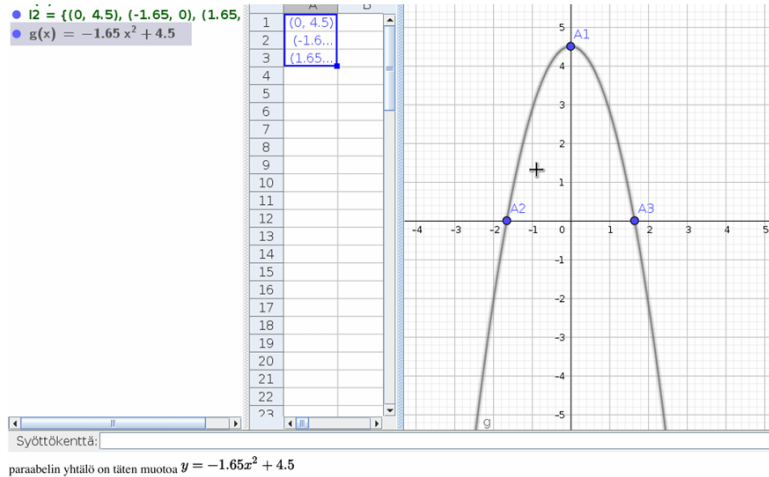 l2 = {(0, 4.5), (-1.65, 0), (1.65,
g(x) = −1.65 x² + 4.5
A
1 (0, 4.5)
2 (-1.6...
3 (1.65...
4
5
6
7
8
9
10
11
12
13
14
15
16
17
18
19
20
21
22
23
5
4
3
2
1
-4 -3 -2 -1 0 1 2 3 4 5
-1
-2
-3
-4
-5
A1
A2
A3
g
Syöttökenttä:
paraabelin yhtälö on täten muotoa y = −1.65x² + 4.5